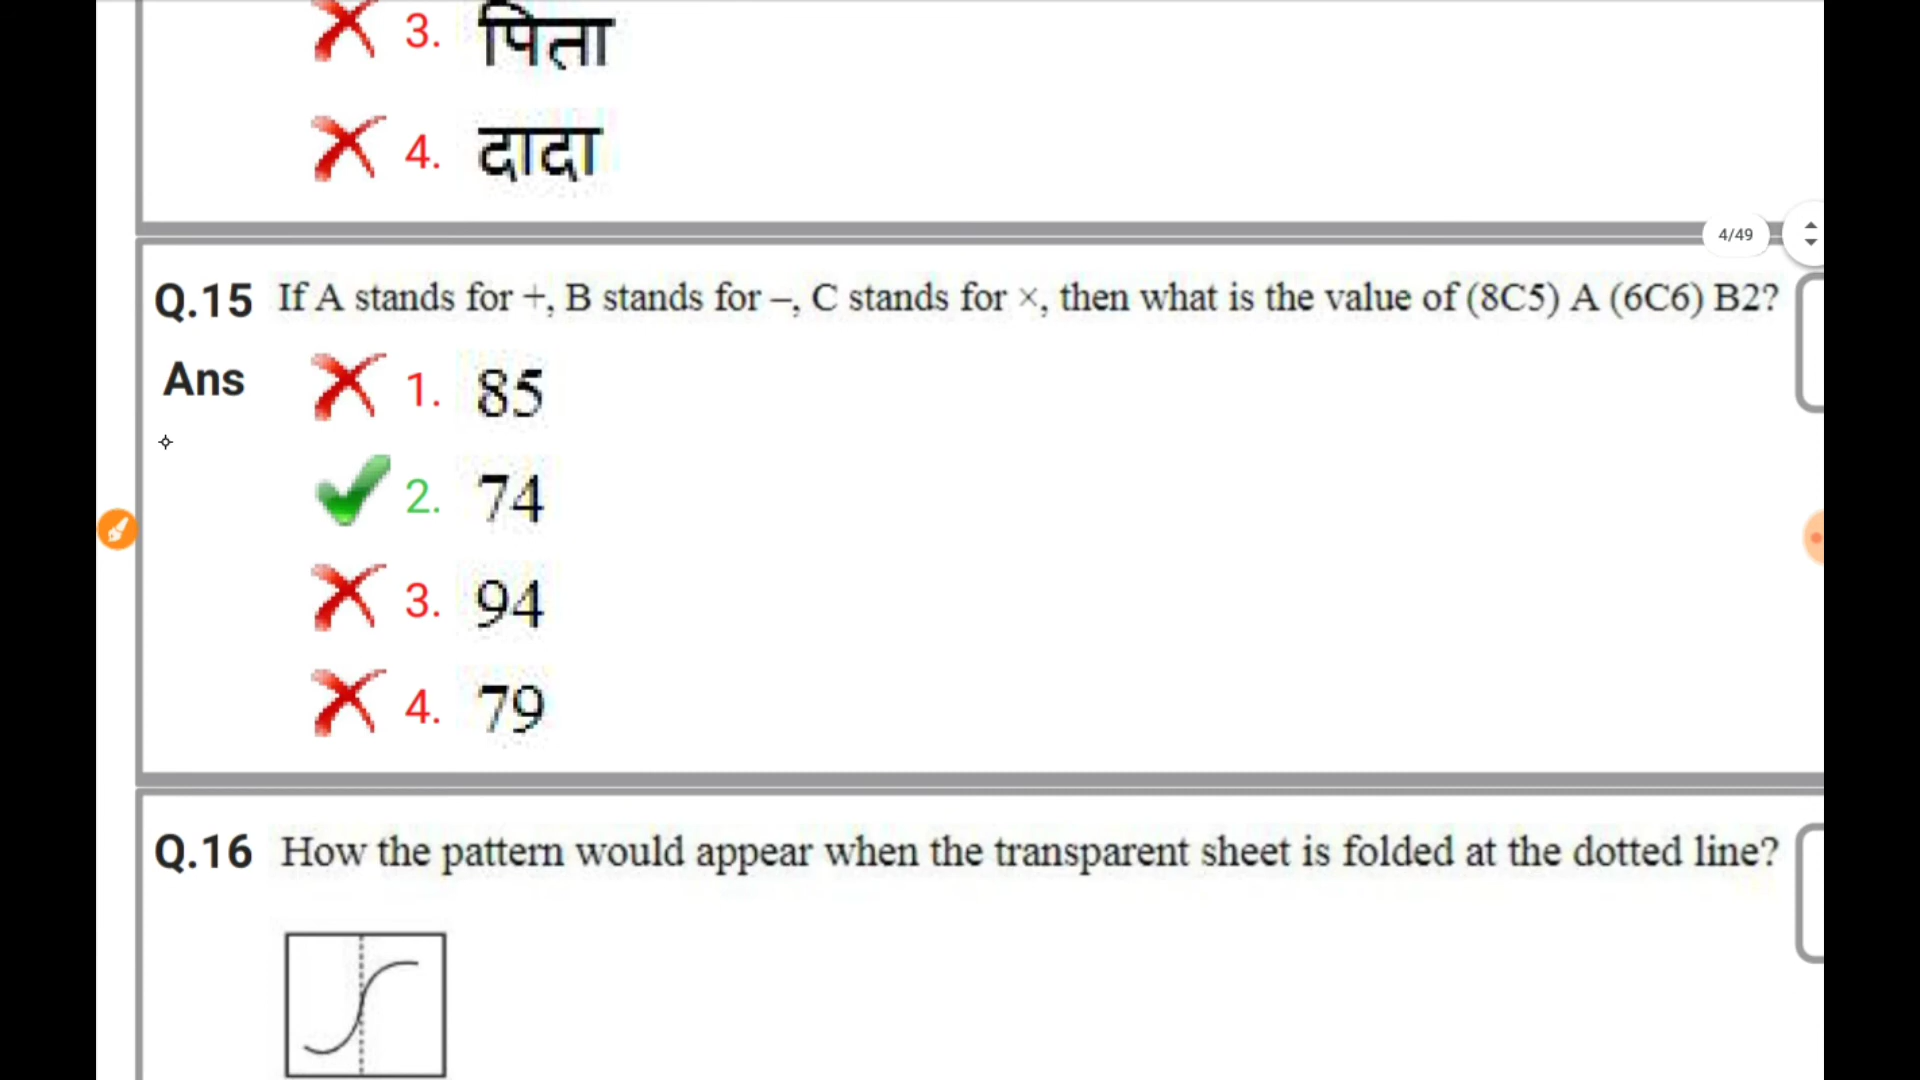 3. पिता
4. दादा
4/49
Q.15 If A stands for +, B stands for –, C stands for ×, then what is the value of (8C5) A (6C6) B2?
Ans 1. 85
2. 74
3. 94
4. 79
Q.16 How the pattern would appear when the transparent sheet is folded at the dotted line?